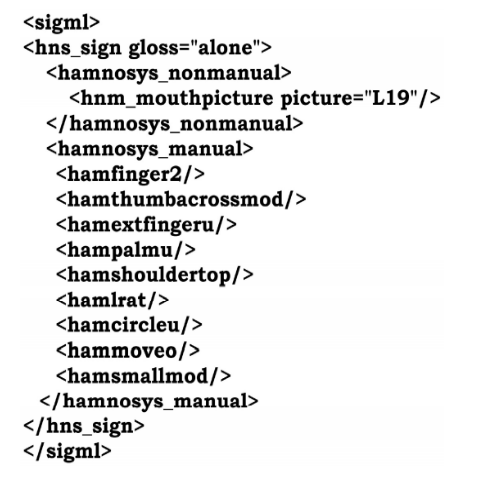 <sigml>
<hns_sign gloss="alone">
<hamnosys_nonmanual>
<hnm_mouthpicture picture="L19"/>
</hamnosys_nonmanual>
<hamnosys_manual>
<hamfinger2/>
<hamthumbacrossmod/>
<hamextfingeru/>
<hampalmu/>
<hamshouldertop/>
<hamlrat/>
<hamcircleu/>
<hammoveo/>
<hamsmallmod/>
</hamnosys_manual>
</hns_sign>
</sigml>